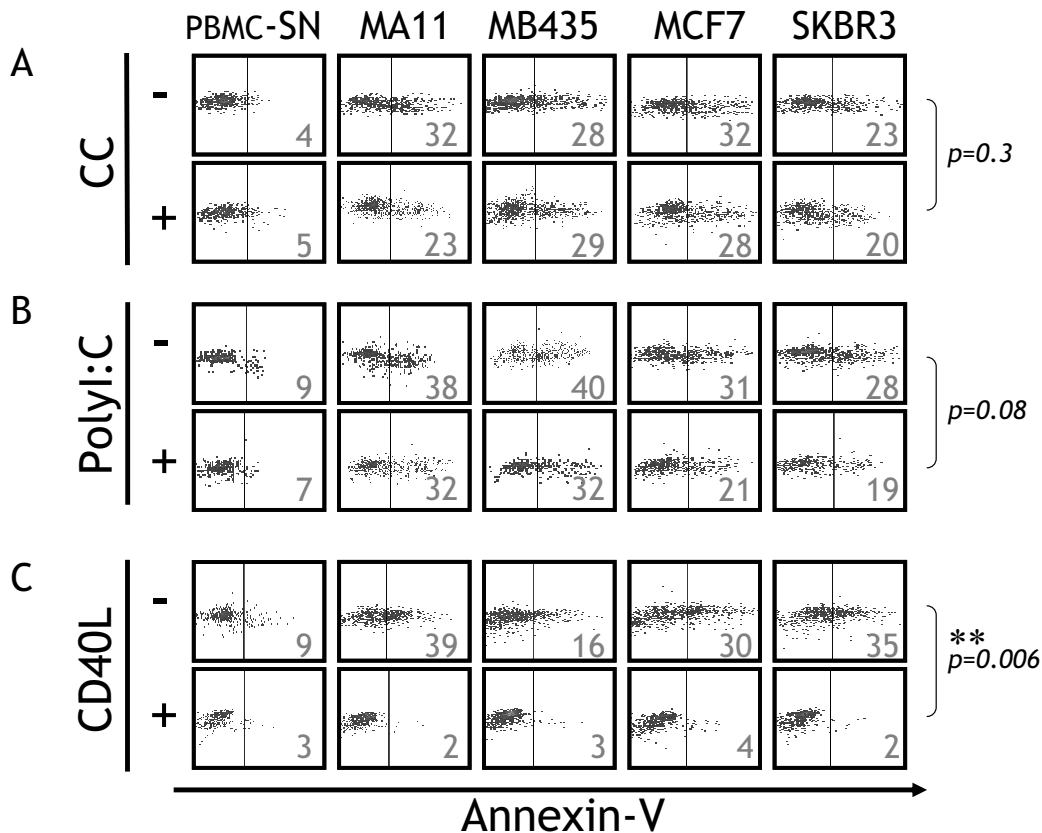 PBMC-SN MA11 MB435 MCF7 SKBR3
A
CC
-
4 32 28 32 23
+
5 23 29 28 20
p=0.3
B
PolyI:C
-
9 38 40 31 28
+
7 32 32 21 19
p=0.08
C
CD40L
-
9 39 16 30 35
+
3 2 3 4 2
**
p=0.006
Annexin-V